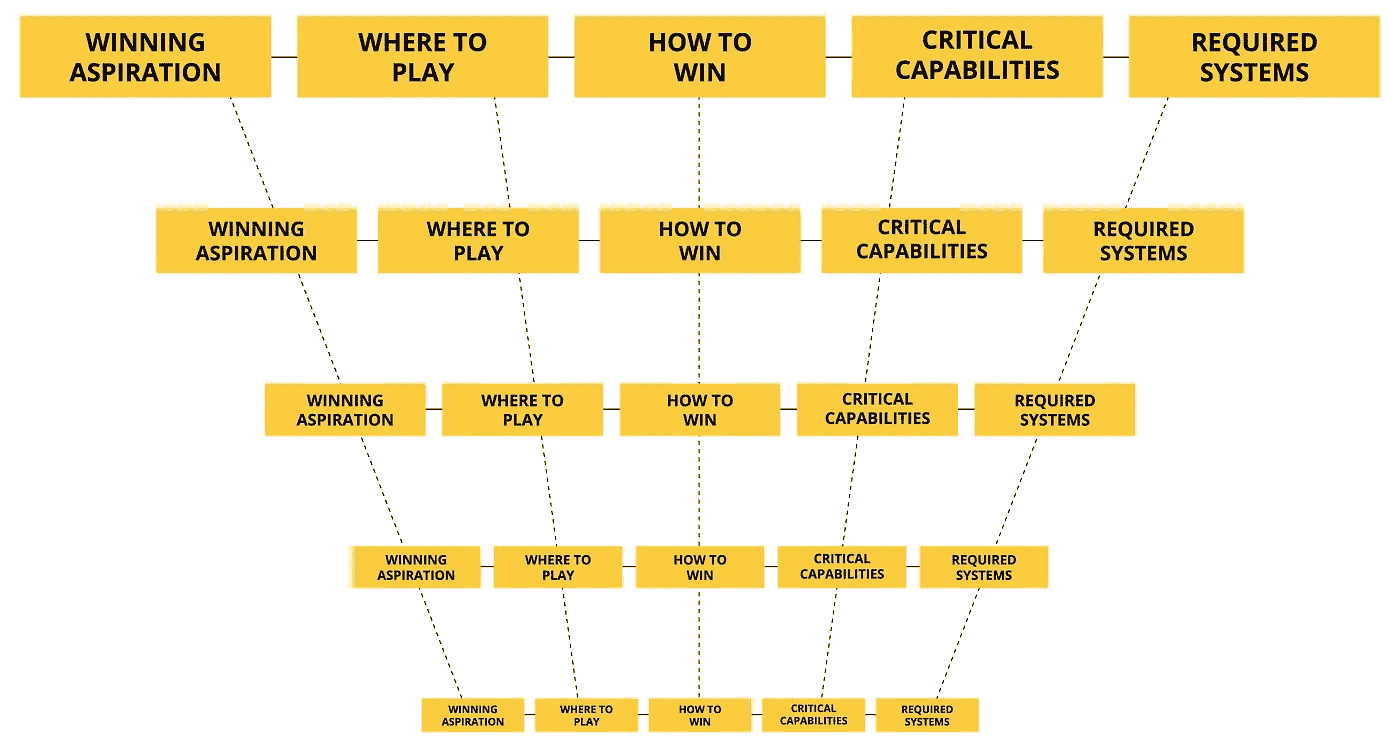 WINNING
ASPIRATION
WHERE TO
PLAY
HOW TO
WIN
CRITICAL
CAPABILITIES
REQUIRED
SYSTEMS
WINNING
ASPIRATION
WHERE TO
PLAY
HOW TO
WIN
CRITICAL
CAPABILITIES
REQUIRED
SYSTEMS
WINNING
ASPIRATION
WHERE TO
PLAY
HOW TO
WIN
CRITICAL
CAPABILITIES
REQUIRED
SYSTEMS
WINNING
ASPIRATION
WHERE TO
PLAY
HOW TO
WIN
CRITICAL
CAPABILITIES
REQUIRED
SYSTEMS
WINNING
ASPIRATION
WHERE TO
PLAY
HOW TO
WIN
CRITICAL
CAPABILITIES
REQUIRED
SYSTEMS